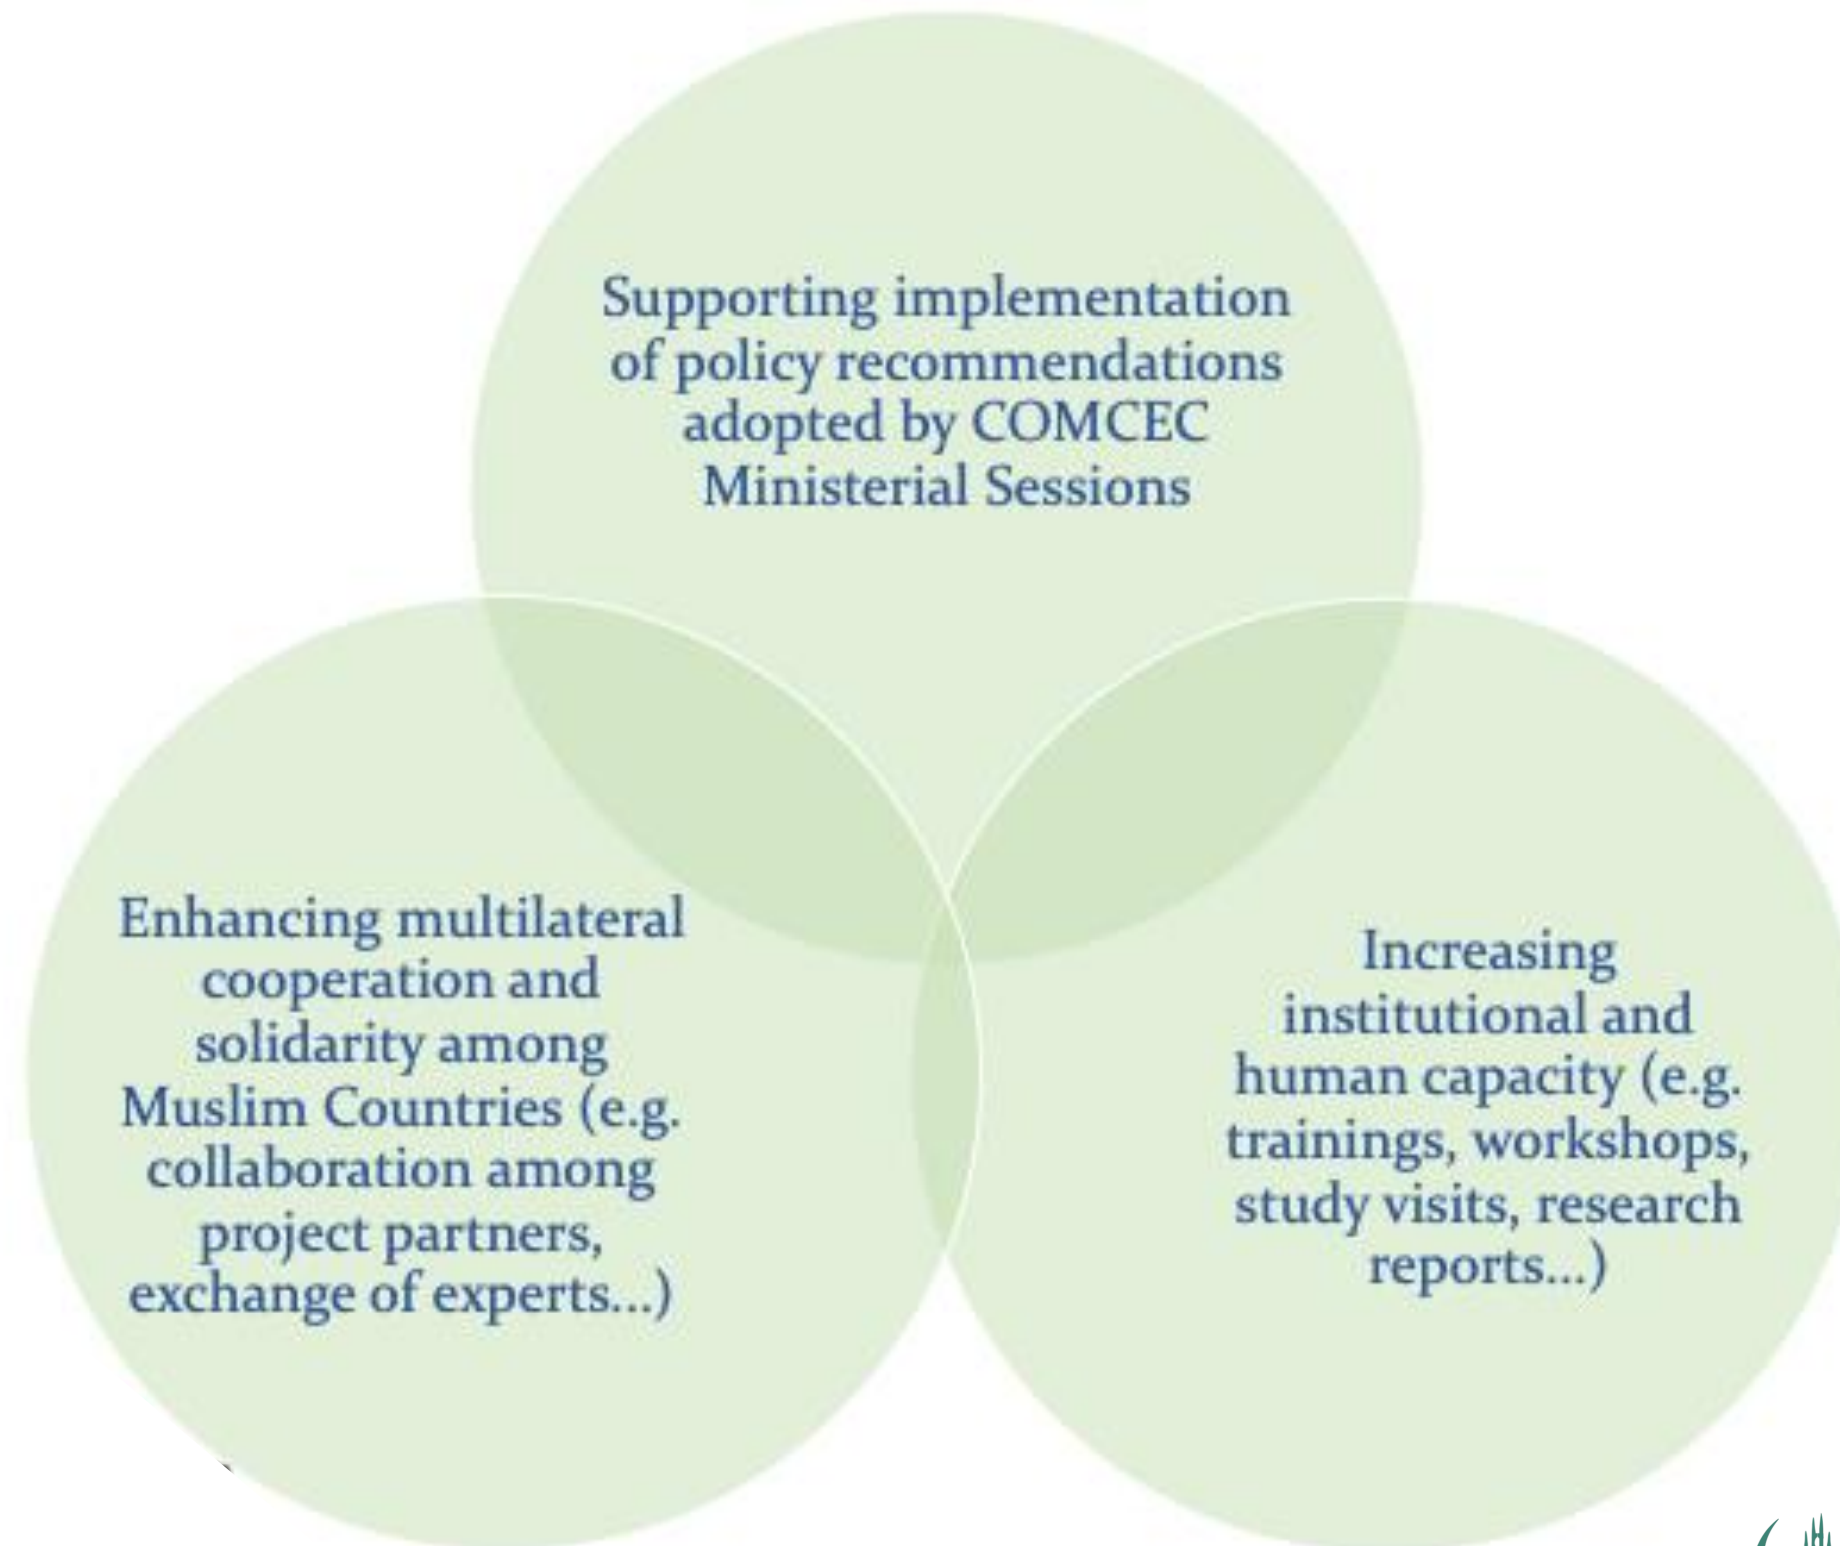 Supporting implementation
of policy recommendations
adopted by COMCEC
Ministerial Sessions
Enhancing multilateral
cooperation and
solidarity among
Muslim Countries (e.g.
collaboration among
project partners,
exchange of experts...)
Increasing
institutional and
human capacity (e.g.
trainings, workshops,
study visits, research
reports...)